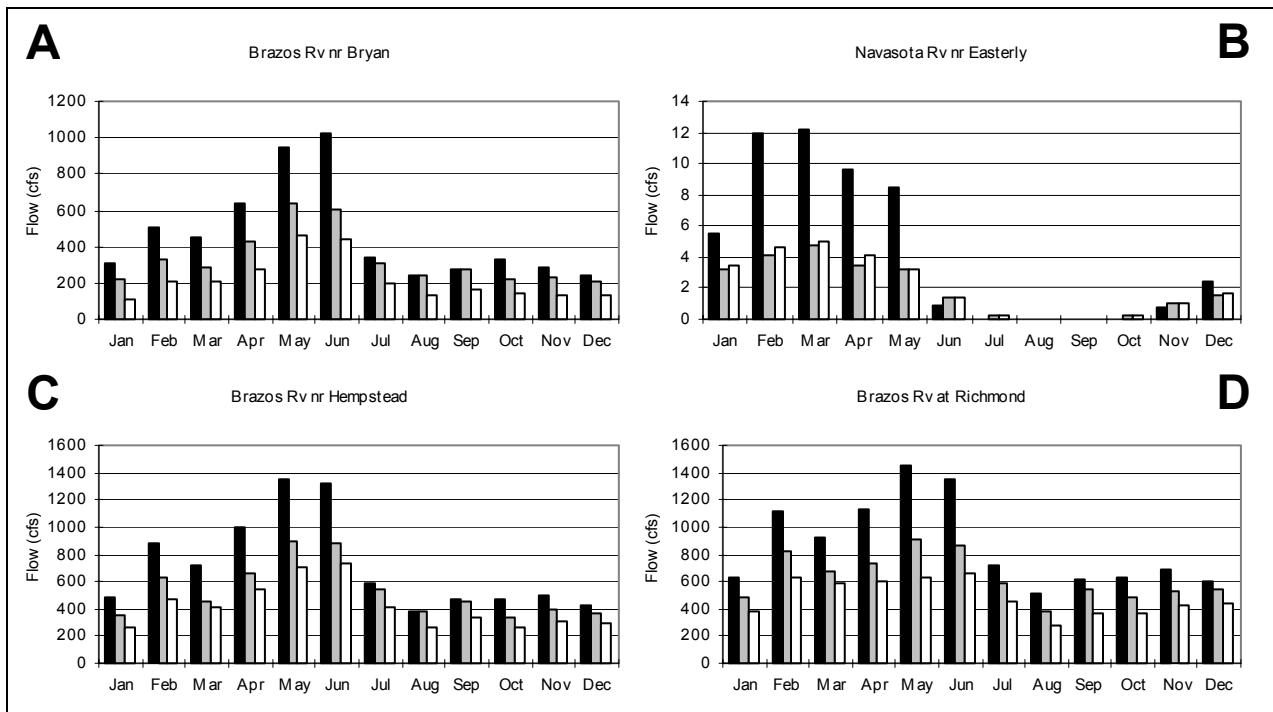 A
Brazos Rv nr Bryan
Flow (cfs)
1200
1000
800
600
400
200
0
Jan Feb Mar Apr May Jun Jul Aug Sep Oct Nov Dec
B
Navasota Rv nr Easterly
Flow (cfs)
14
12
10
8
6
4
2
0
Jan Feb Mar Apr May Jun Jul Aug Sep Oct Nov Dec
C
Brazos Rv nr Hempstead
Flow (cfs)
1600
1400
1200
1000
800
600
400
200
0
Jan Feb Mar Apr May Jun Jul Aug Sep Oct Nov Dec
D
Brazos Rv at Richmond
Flow (cfs)
1600
1400
1200
1000
800
600
400
200
0
Jan Feb Mar Apr May Jun Jul Aug Sep Oct Nov Dec